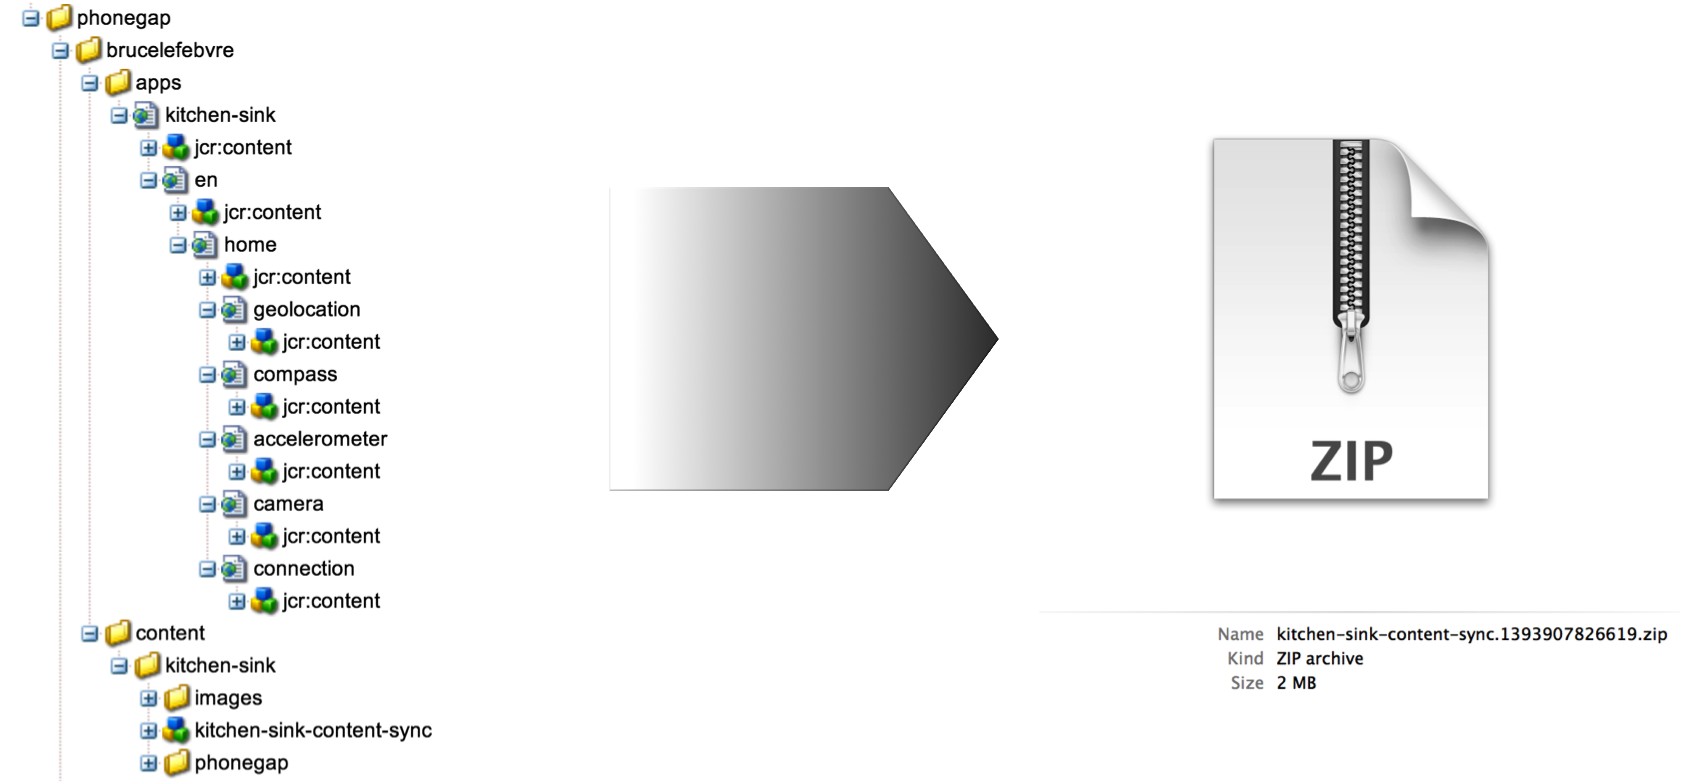 phonegap
brucelefebvre
apps
kitchen-sink
jcr:content
en
jcr:content
home
jcr:content
geolocation
jcr:content
compass
jcr:content
accelerometer
jcr:content
camera
jcr:content
connection
jcr:content
content
kitchen-sink
images
kitchen-sink-content-sync
phonegap
ZIP
Name kitchen-sink-content-sync.1393907826619.zip
Kind ZIP archive
Size 2 MB